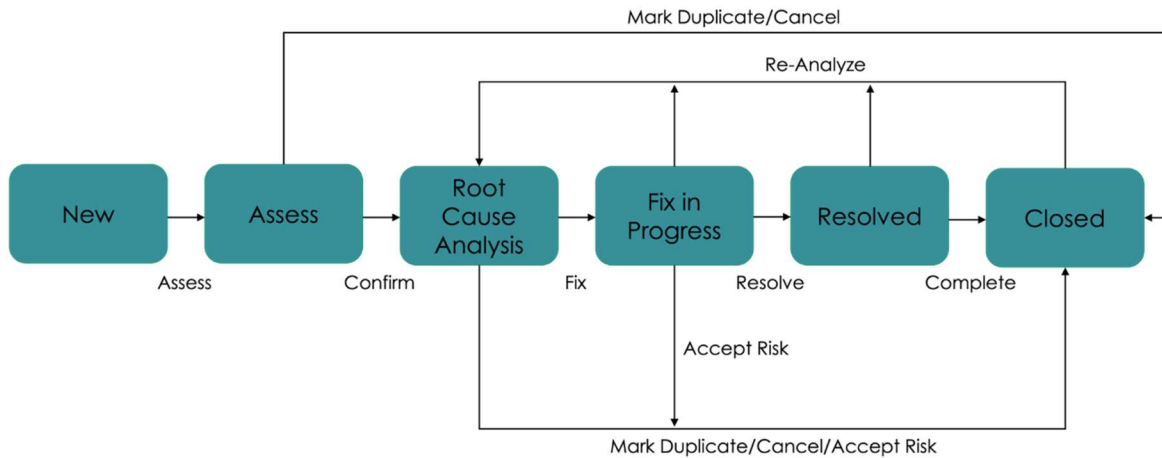 Mark Duplicate/Cancel
Re-Analyze
New
Assess
Root
Cause
Analysis
Fix in
Progress
Resolved
Closed
Assess
Confirm
Fix
Resolve
Complete
Accept Risk
Mark Duplicate/Cancel/Accept Risk